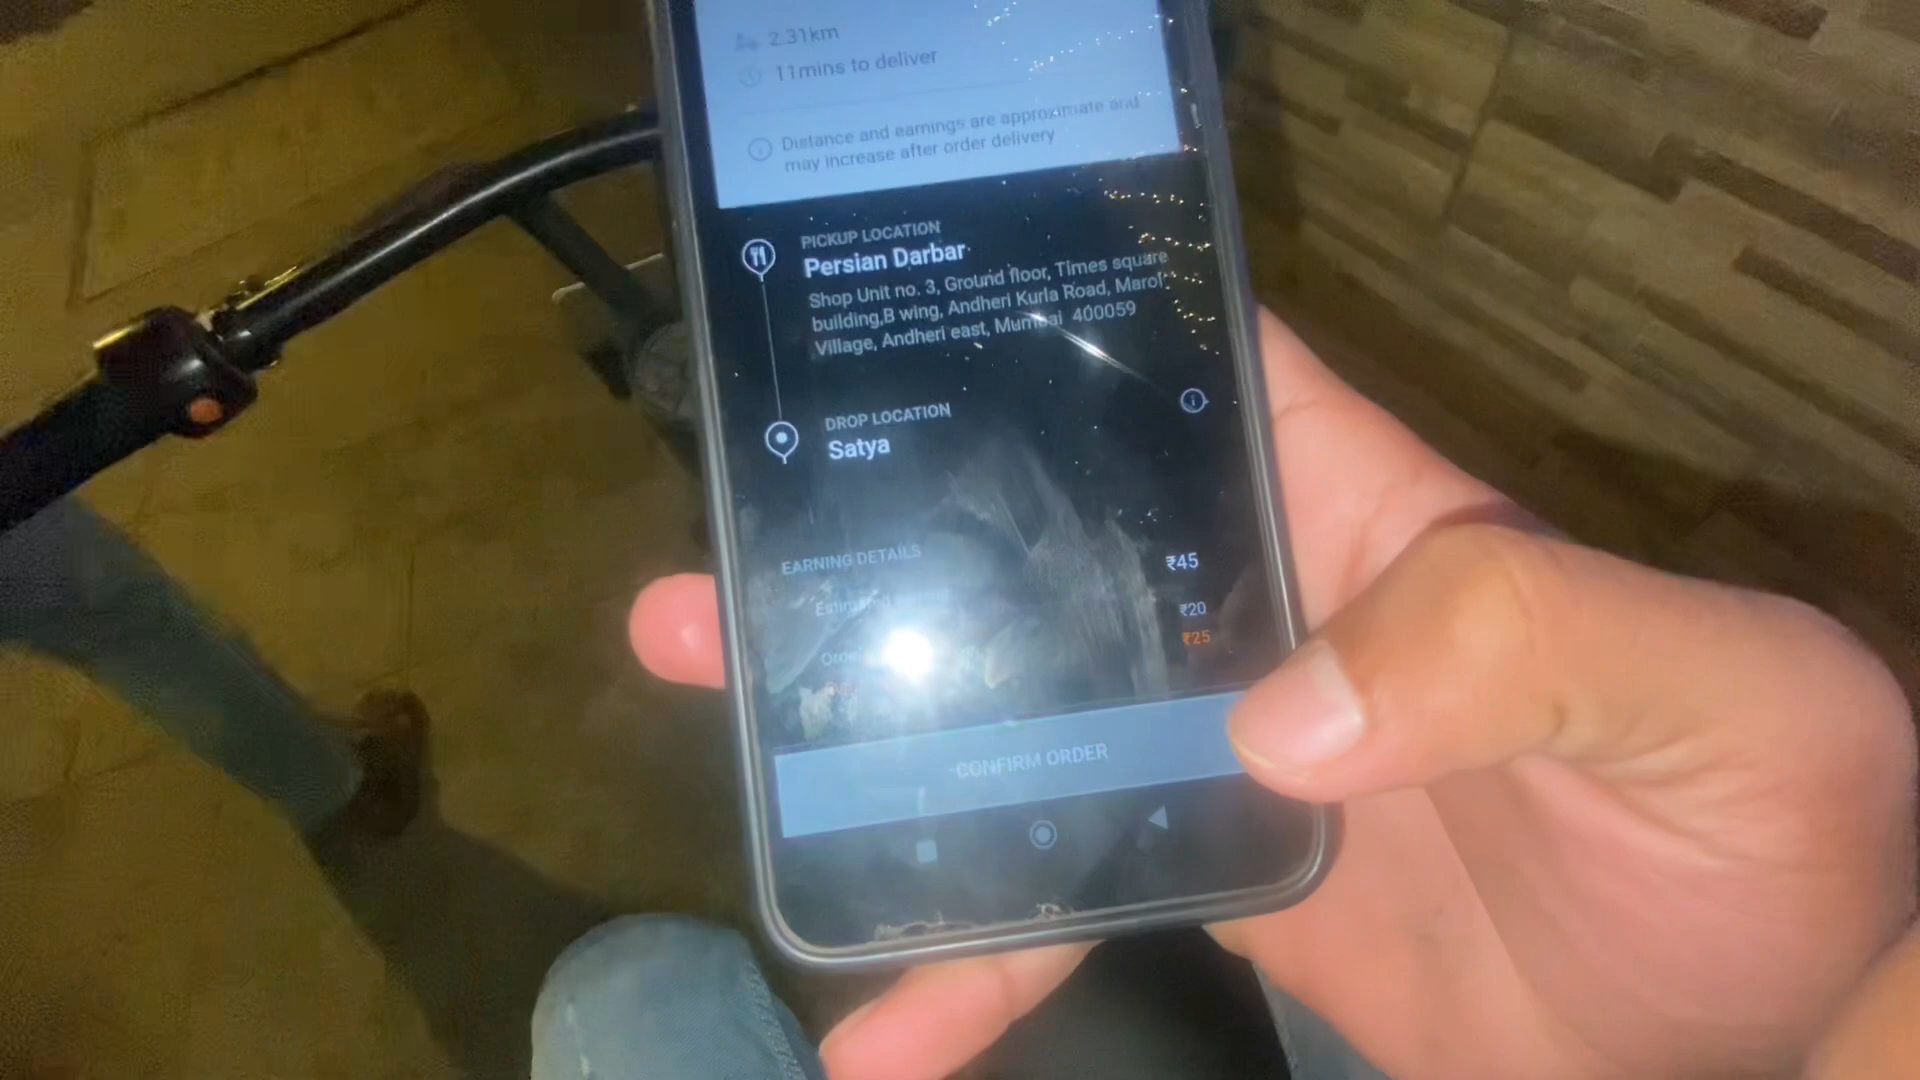 2.31km
11mins to deliver
Distance and earnings are approximate and
may increase after order delivery
PICKUP LOCATION
Persian Darbar
Shop Unit no. 3, Ground floor, Times square
building,B wing, Andheri Kurla Road, Marol
Village, Andheri east, Mumbai 400059
DROP LOCATION
Satya
EARNING DETAILS ₹45
₹20
₹25
CONFIRM ORDER